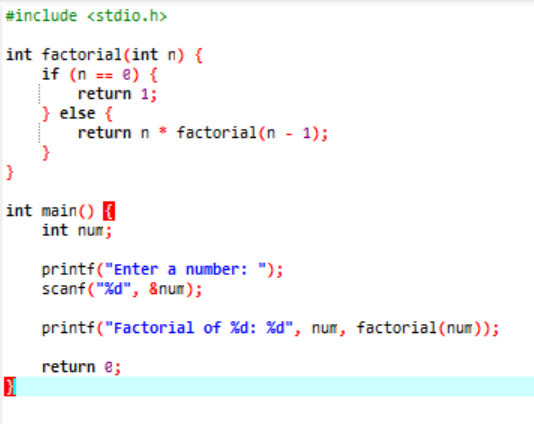 #include <stdio.h>

int factorial(int n) {
    if (n == 0) {
        return 1;
    } else {
        return n * factorial(n - 1);
    }
}

int main() {
    int num;

    printf("Enter a number: ");
    scanf("%d", &num);

    printf("Factorial of %d: %d", num, factorial(num));

    return 0;
}